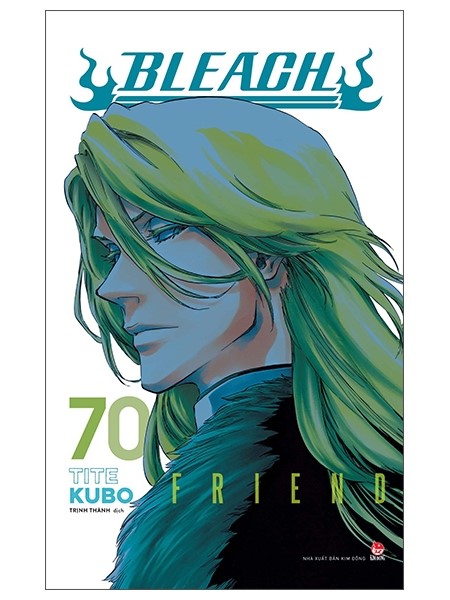 BLEACH
70
TITE
KUBO
TRỊNH THÀNH dịch
FRIEND
NHÀ XUẤT BẢN KIM ĐỒNG